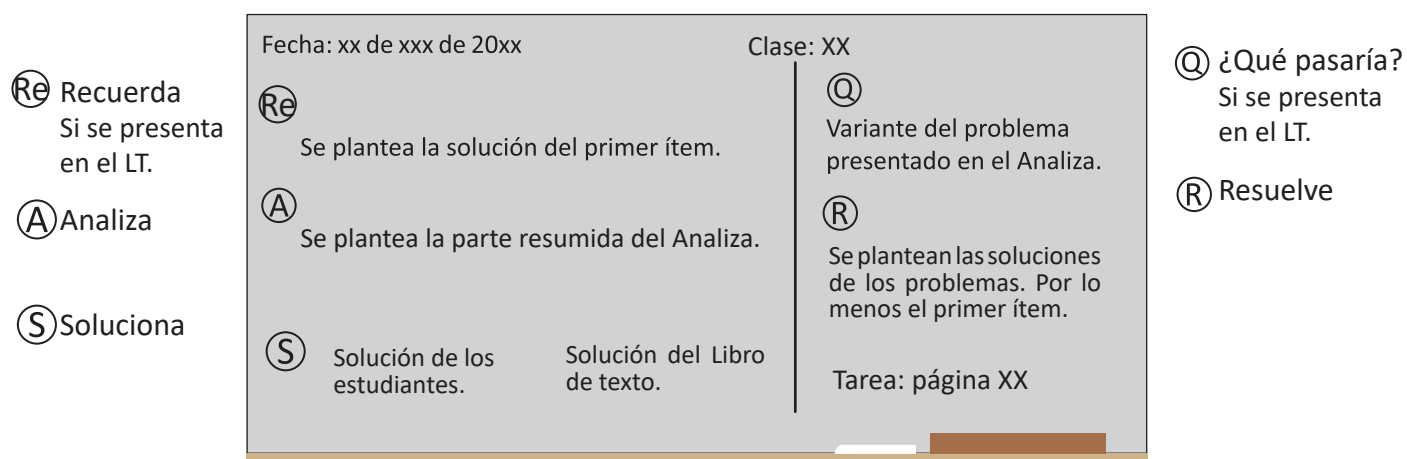 Re Recuerda
Si se presenta
en el LT.
A Analiza
S Soluciona
Fecha: xx de xxx de 20xx
Clase: XX
Re
Se plantea la solución del primer ítem.
A
Se plantea la parte resumida del Analiza.
S
Solución de los
estudiantes.
Solución del Libro
de texto.
Q
Variante del problema
presentado en el Analiza.
R
Se plantean las soluciones
de los problemas. Por lo
menos el primer ítem.
Tarea: página XX
Q ¿Qué pasaría?
Si se presenta
en el LT.
R Resuelve